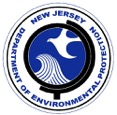 NEW JERSEY
DEPARTMENT OF ENVIRONMENTAL PROTECTION